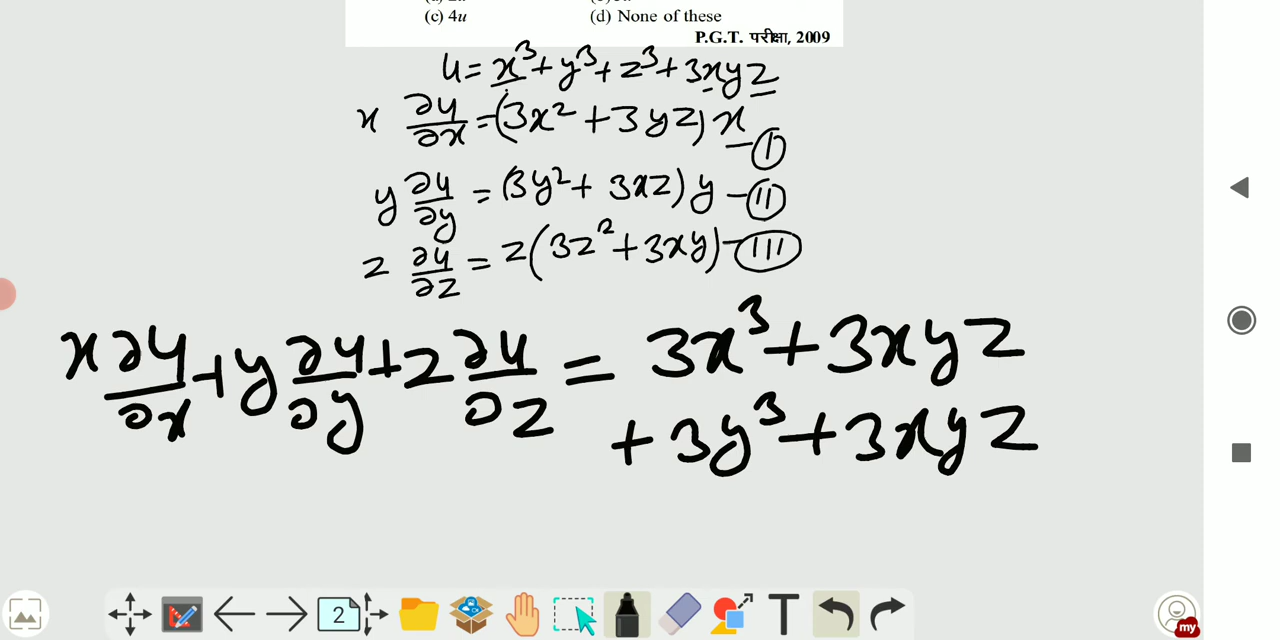 (c) 4u (d) None of these
P.G.T. परीक्षा, 2009
u = x³ + y³ + z³ + 3xyz
x ∂u/∂x = (3x² + 3yz) x – (I)
y ∂u/∂y = (3y² + 3xz) y – (II)
z ∂u/∂z = z (3z² + 3xy) – (III)
x ∂u/∂x + y ∂u/∂y + z ∂u/∂z = 3x³ + 3xyz
+ 3y³ + 3xyz
2
T
my